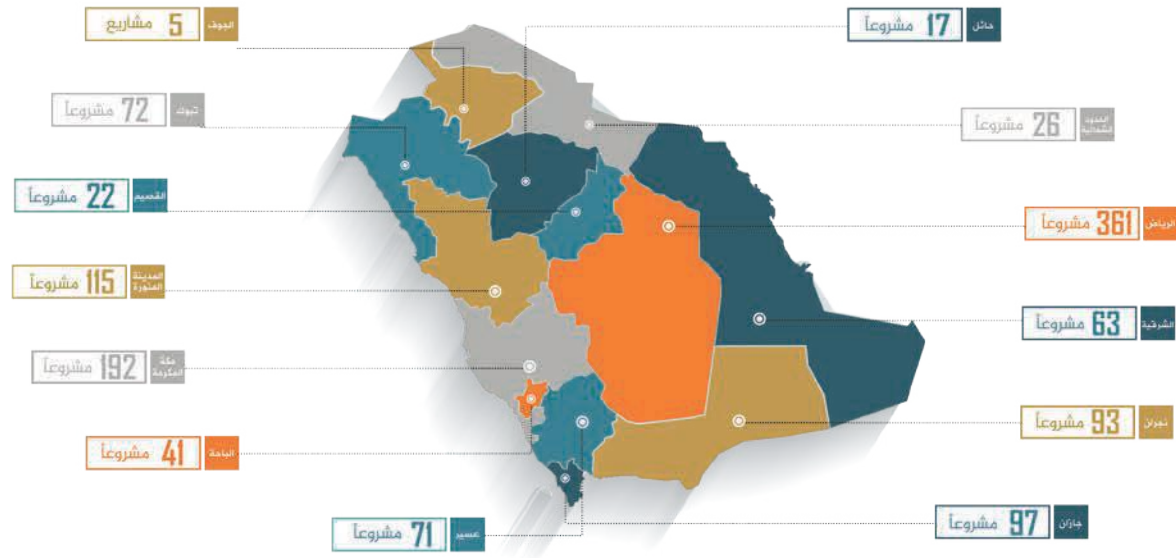 حائل 17 مشروعاً
الجوف 5 مشاريع
تبوك 72 مشروعاً
الحدود الشمالية 26 مشروعاً
القصيم 22 مشروعاً
الرياض 361 مشروعاً
المدينة المنورة 115 مشروعاً
الشرقية 63 مشروعاً
مكة المكرمة 192 مشروعاً
نجران 93 مشروعاً
الباحة 41 مشروعاً
جازان 97 مشروعاً
عسير 71 مشروعاً